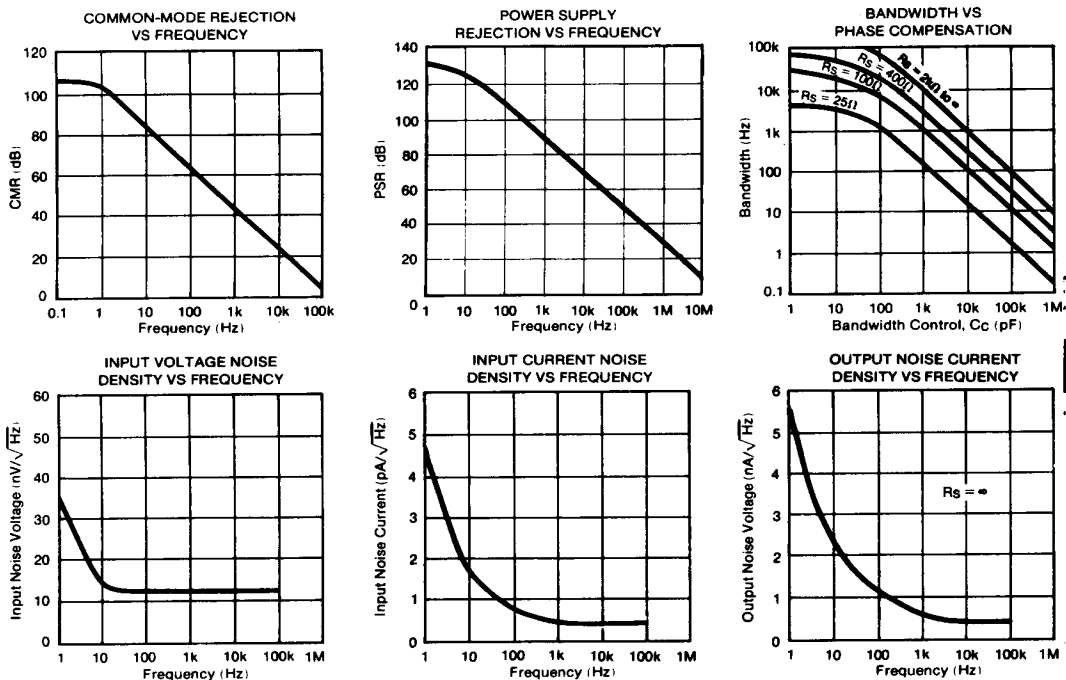 COMMON-MODE REJECTION
VS FREQUENCY
120
100
80
60
40
20
0
CMR (dB)
0.1 1 10 100 1k 10k 100k
Frequency (Hz)
POWER SUPPLY
REJECTION VS FREQUENCY
140
120
100
80
60
40
20
0
PSR (dB)
1 10 100 1k 10k 100k 1M 10M
Frequency (Hz)
BANDWIDTH VS
PHASE COMPENSATION
100k
10k
1k
100
10
1
0.1
Bandwidth (Hz)
RS = 2kΩ to ∞
RS = 400Ω
RS = 100Ω
RS = 25Ω
1 10 100 1k 10k 100k 1M
Bandwidth Control, CC (pF)
INPUT VOLTAGE NOISE
DENSITY VS FREQUENCY
60
50
40
30
20
10
0
Input Noise Voltage (nV/√Hz)
1 10 100 1k 10k 100k 1M
Frequency (Hz)
INPUT CURRENT NOISE
DENSITY VS FREQUENCY
6
5
4
3
2
1
0
Input Noise Current (pA/√Hz)
1 10 100 1k 10k 100k 1M
Frequency (Hz)
OUTPUT NOISE CURRENT
DENSITY VS FREQUENCY
6
5
4
3
2
1
0
Output Noise Voltage (nA/√Hz)
RS = ∞
1 10 100 1k 10k 100k 1M
Frequency (Hz)